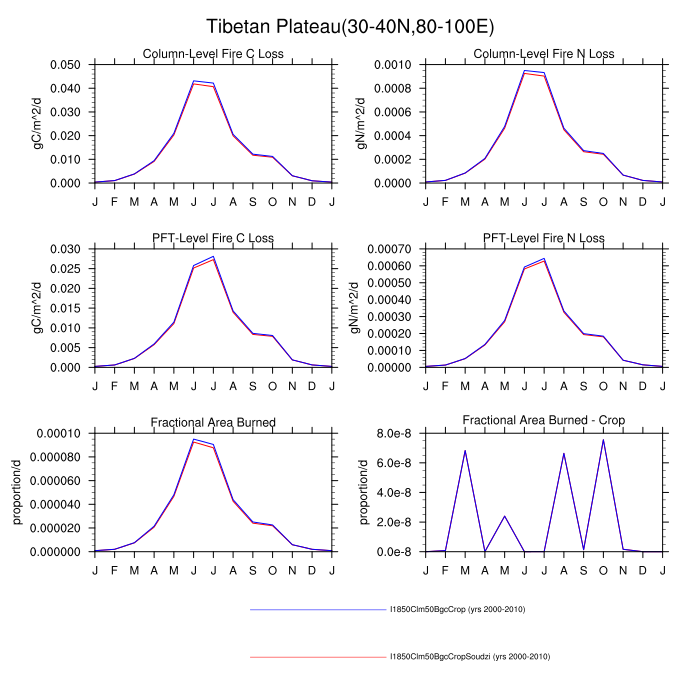 Tibetan Plateau(30-40N,80-100E)
Column-Level Fire C Loss
gC/m^2/d
0.050
0.040
0.030
0.020
0.010
0.000
J F M A M J J A S O N D J
Column-Level Fire N Loss
gN/m^2/d
0.0010
0.0008
0.0006
0.0004
0.0002
0.0000
J F M A M J J A S O N D J
PFT-Level Fire C Loss
gC/m^2/d
0.030
0.025
0.020
0.015
0.010
0.005
0.000
J F M A M J J A S O N D J
PFT-Level Fire N Loss
gN/m^2/d
0.00070
0.00060
0.00050
0.00040
0.00030
0.00020
0.00010
0.00000
J F M A M J J A S O N D J
Fractional Area Burned
proportion/d
0.00010
0.000080
0.000060
0.000040
0.000020
0.000000
J F M A M J J A S O N D J
Fractional Area Burned - Crop
proportion/d
8.0e-8
6.0e-8
4.0e-8
2.0e-8
0.0e-8
J F M A M J J A S O N D J
I1850Clm50BgcCrop (yrs 2000-2010)
I1850Clm50BgcCropSoudzi (yrs 2000-2010)